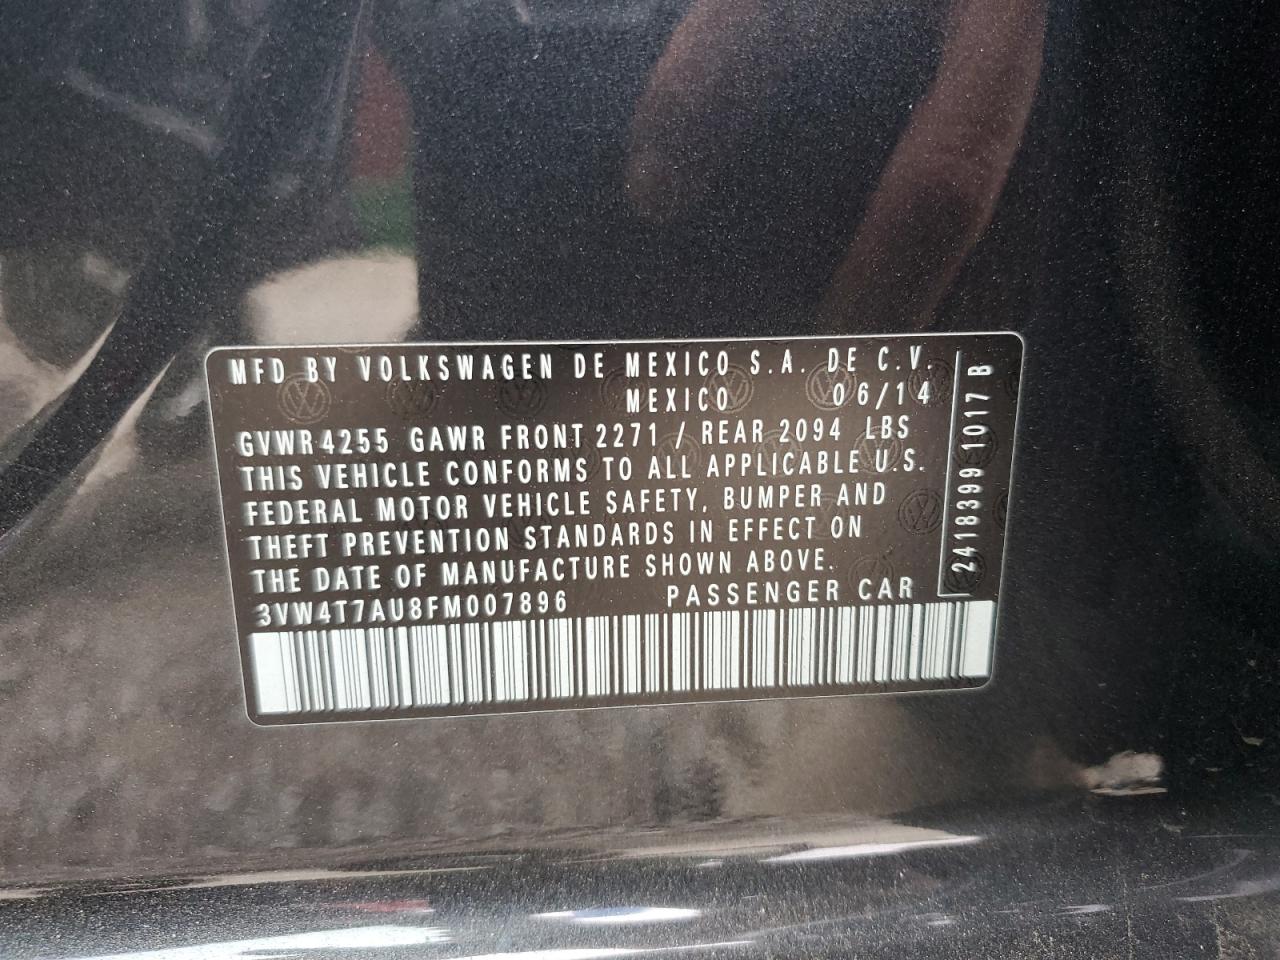 MFD BY VOLKSWAGEN DE MEXICO S.A. DE C.V.
MEXICO 06/14
GVWR 4255 GAWR FRONT 2271 / REAR 2094 LBS
THIS VEHICLE CONFORMS TO ALL APPLICABLE U.S.
FEDERAL MOTOR VEHICLE SAFETY, BUMPER AND
THEFT PREVENTION STANDARDS IN EFFECT ON
THE DATE OF MANUFACTURE SHOWN ABOVE.
3VW4T7AU8FM007896 PASSENGER CAR
2418399 1017 B